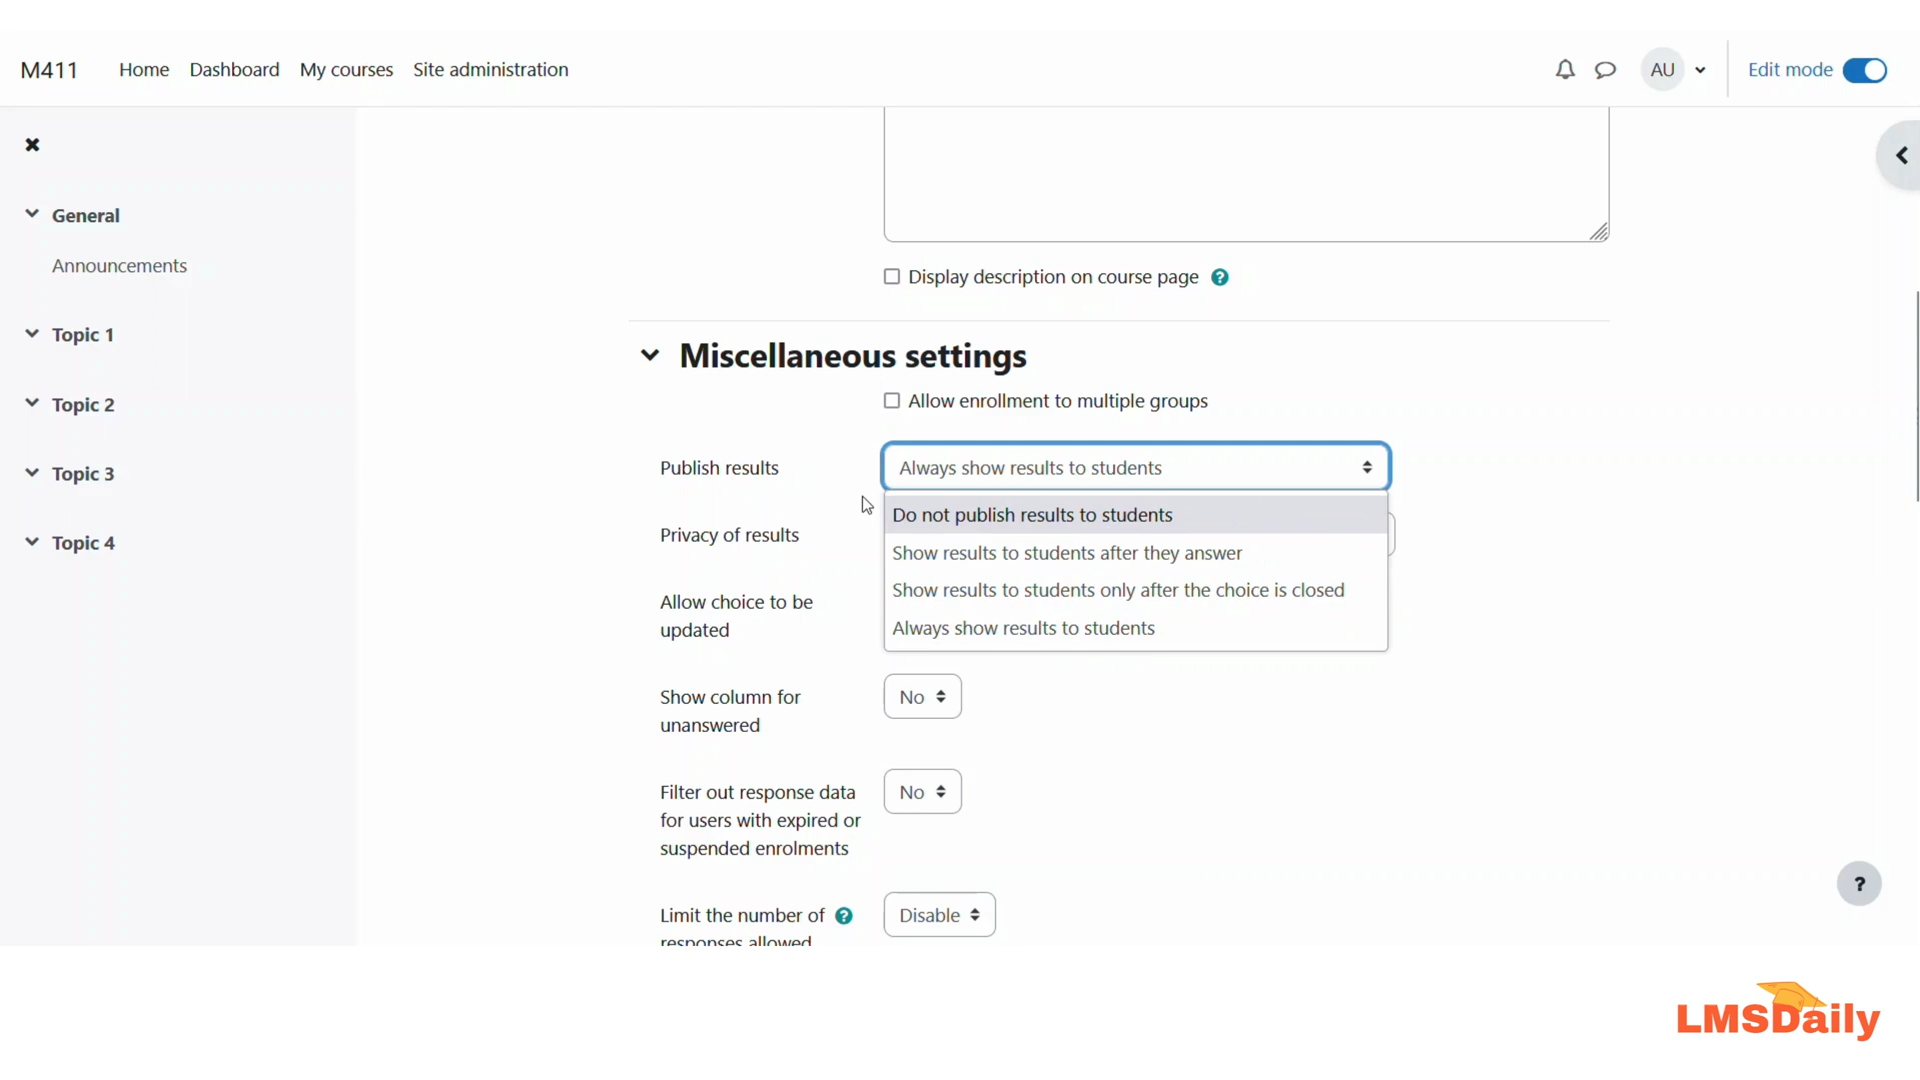 M411 Home Dashboard My courses Site administration AU Edit mode
General
Announcements
Topic 1
Topic 2
Topic 3
Topic 4
Display description on course page ?
Miscellaneous settings
Allow enrollment to multiple groups
Publish results Always show results to students
Do not publish results to students
Show results to students after they answer
Show results to students only after the choice is closed
Always show results to students
Privacy of results
Allow choice to be
updated
Show column for No
unanswered
Filter out response data No
for users with expired or
suspended enrolments
Limit the number of ? Disable
responses allowed
?
LMSDaily